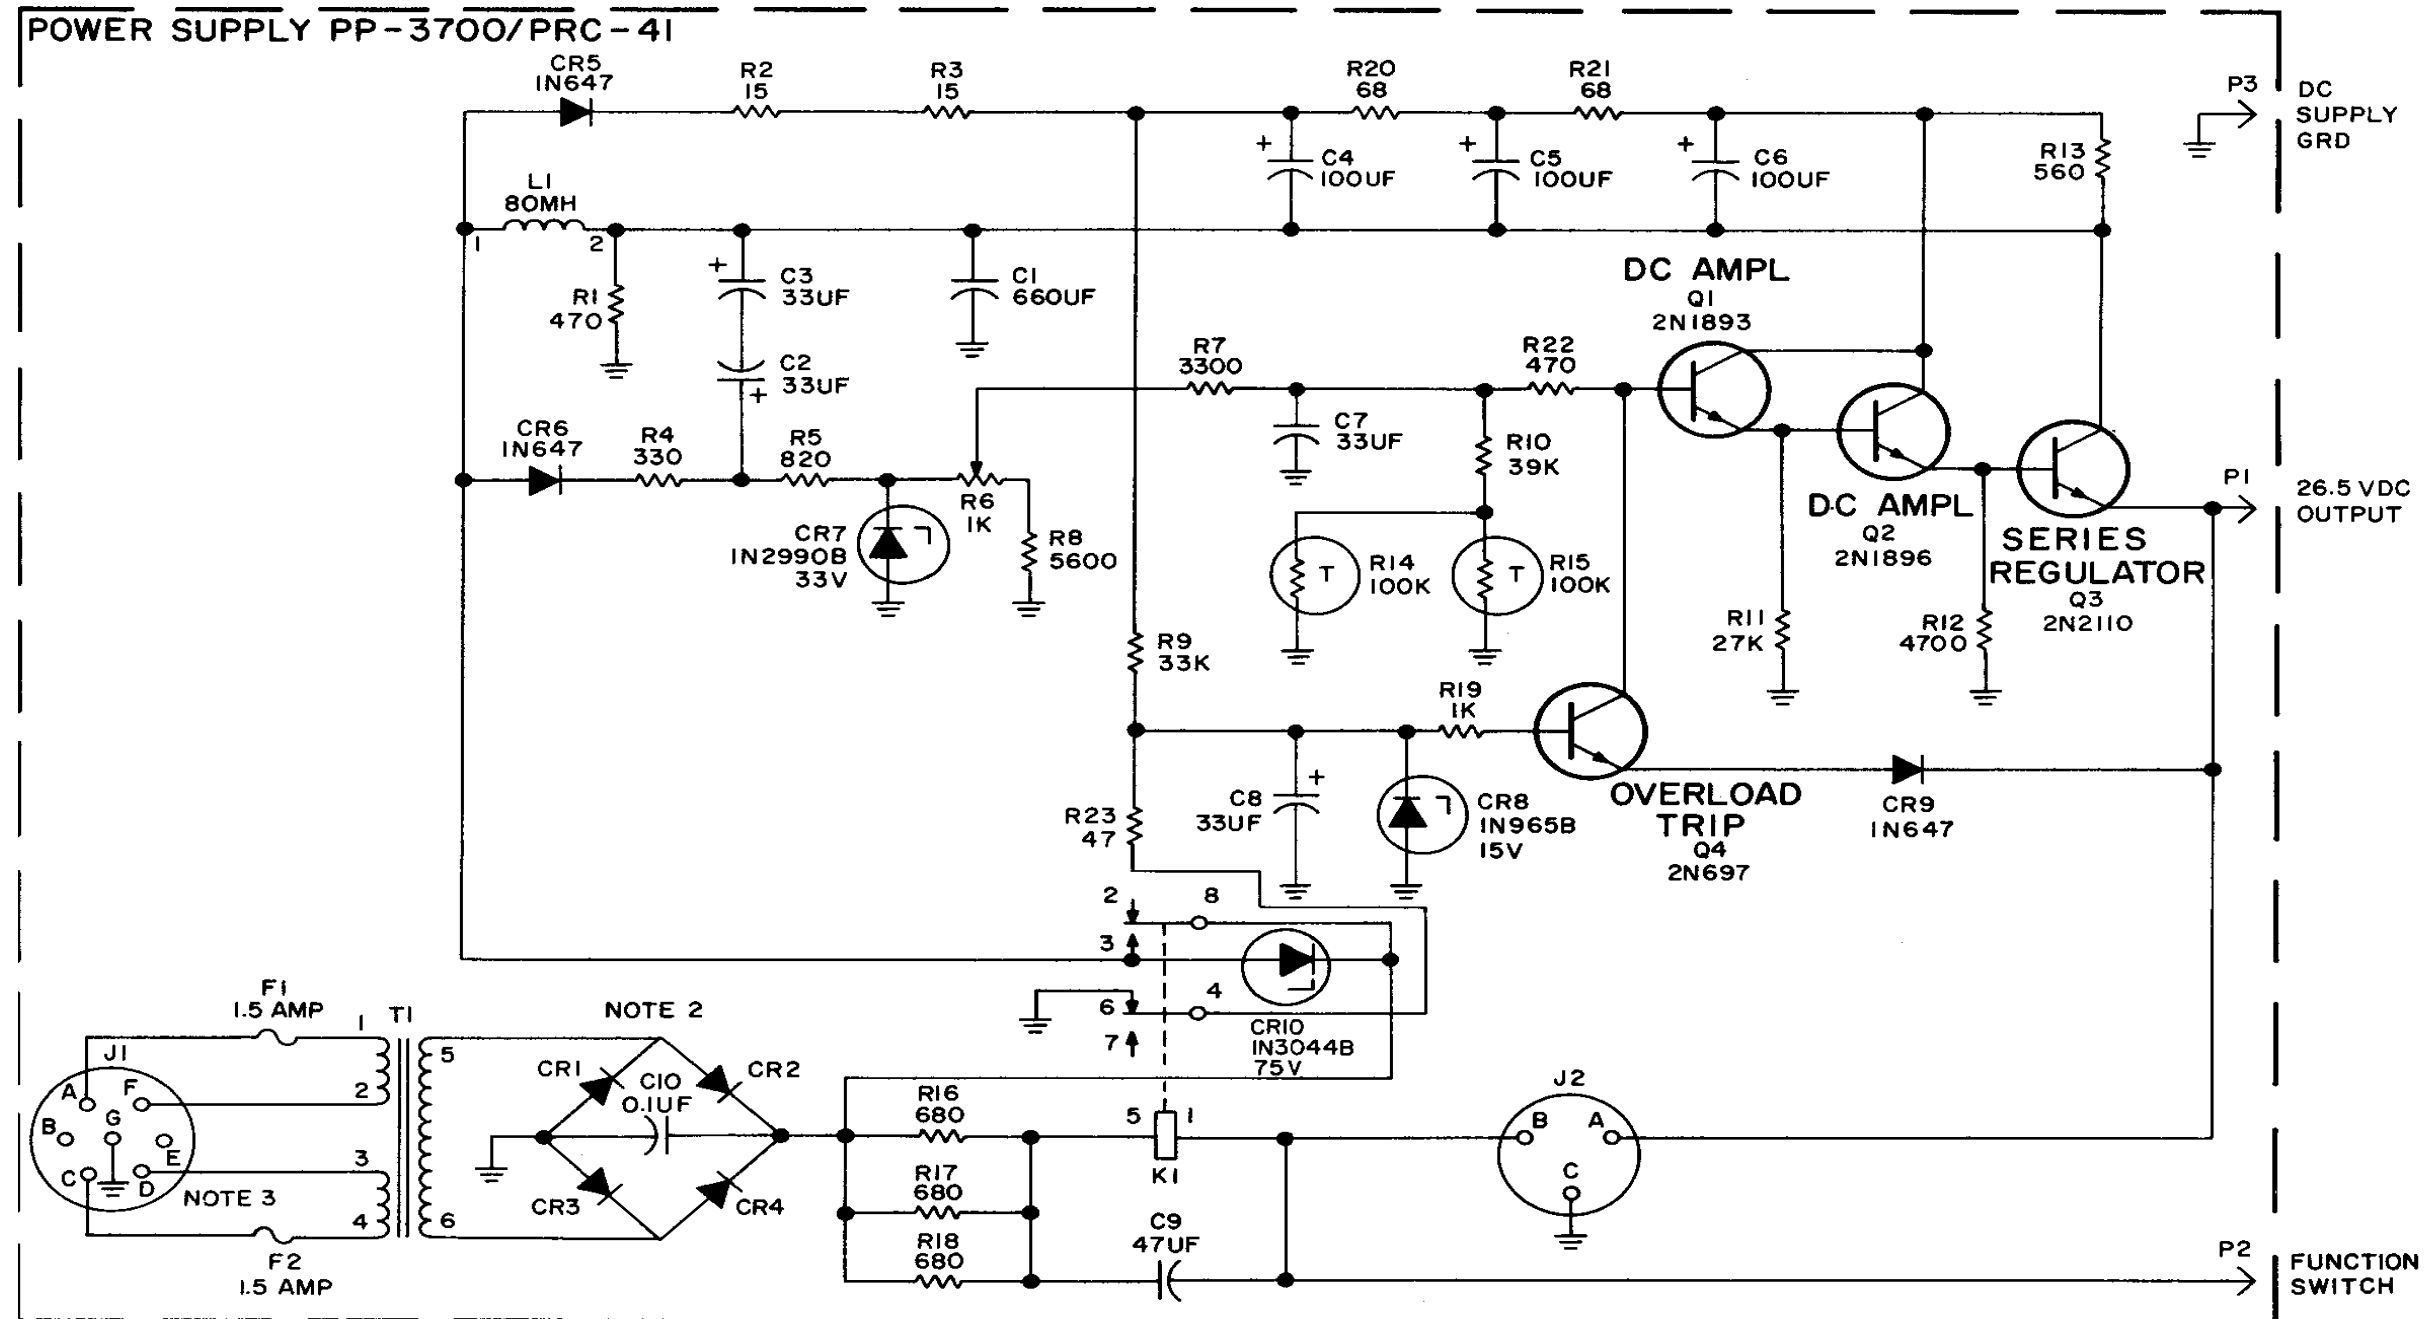 POWER SUPPLY PP-3700/PRC-41
CR5
1N647
R2
15
R3
15
R20
68
R21
68
P3
DC
SUPPLY
GRD
C4
100UF
C5
100UF
C6
100UF
R13
560
L1
80MH
1
2
R1
470
C3
33UF
C1
660UF
C2
33UF
DC AMPL
Q1
2N1893
R7
3300
R22
470
CR6
1N647
R4
330
R5
820
R6
1K
C7
33UF
R10
39K
CR7
1N2990B
33V
R8
5600
R14
100K
T
R15
100K
T
DC AMPL
Q2
2N1896
SERIES
REGULATOR
Q3
2N2110
P1
26.5 VDC
OUTPUT
R9
33K
R11
27K
R12
4700
R19
1K
R23
47
C8
33UF
CR8
1N965B
15V
OVERLOAD
TRIP
Q4
2N697
CR9
1N647
2
8
3
6
4
7
CR10
1N3044B
75V
F1
1.5 AMP
T1
1
2
3
4
5
6
J1
A
F
B
G
E
C
D
NOTE 3
F2
1.5 AMP
NOTE 2
CR1
CR2
C10
0.1UF
CR3
CR4
R16
680
R17
680
R18
680
5
1
K1
C9
47UF
J2
B
A
C
P2
FUNCTION
SWITCH